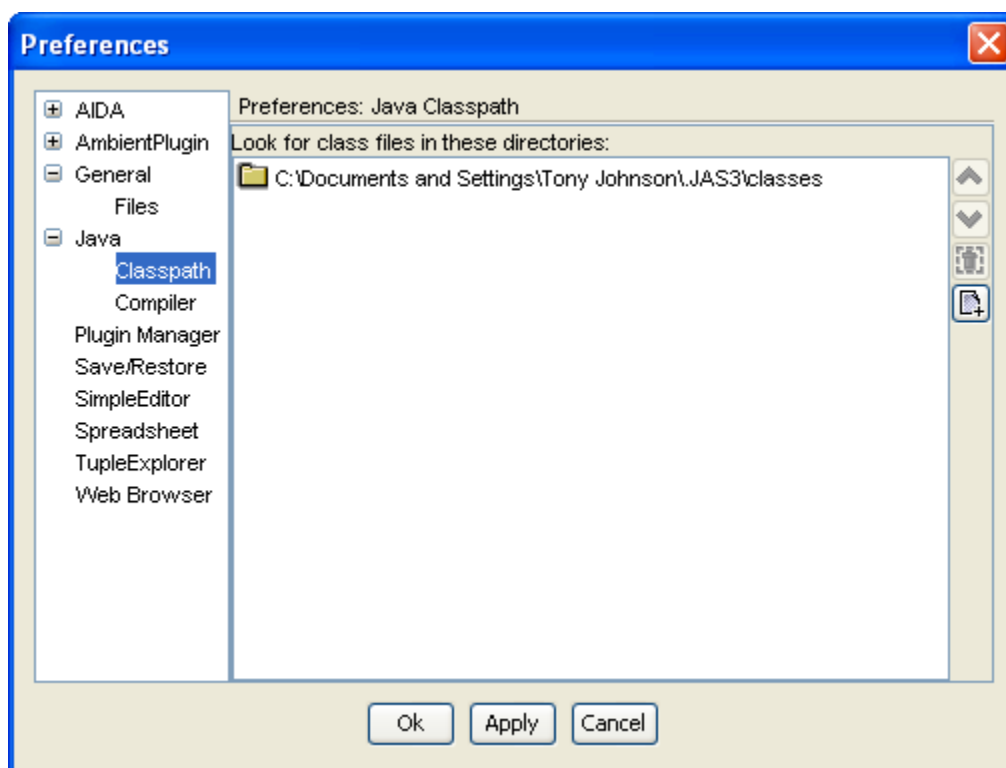 Preferences
AIDA
AmbientPlugin
General
Files
Java
Classpath
Compiler
Plugin Manager
Save/Restore
SimpleEditor
Spreadsheet
TupleExplorer
Web Browser
Preferences: Java Classpath
Look for class files in these directories:
C:\Documents and Settings\Tony Johnson\.JAS3\classes
Ok
Apply
Cancel